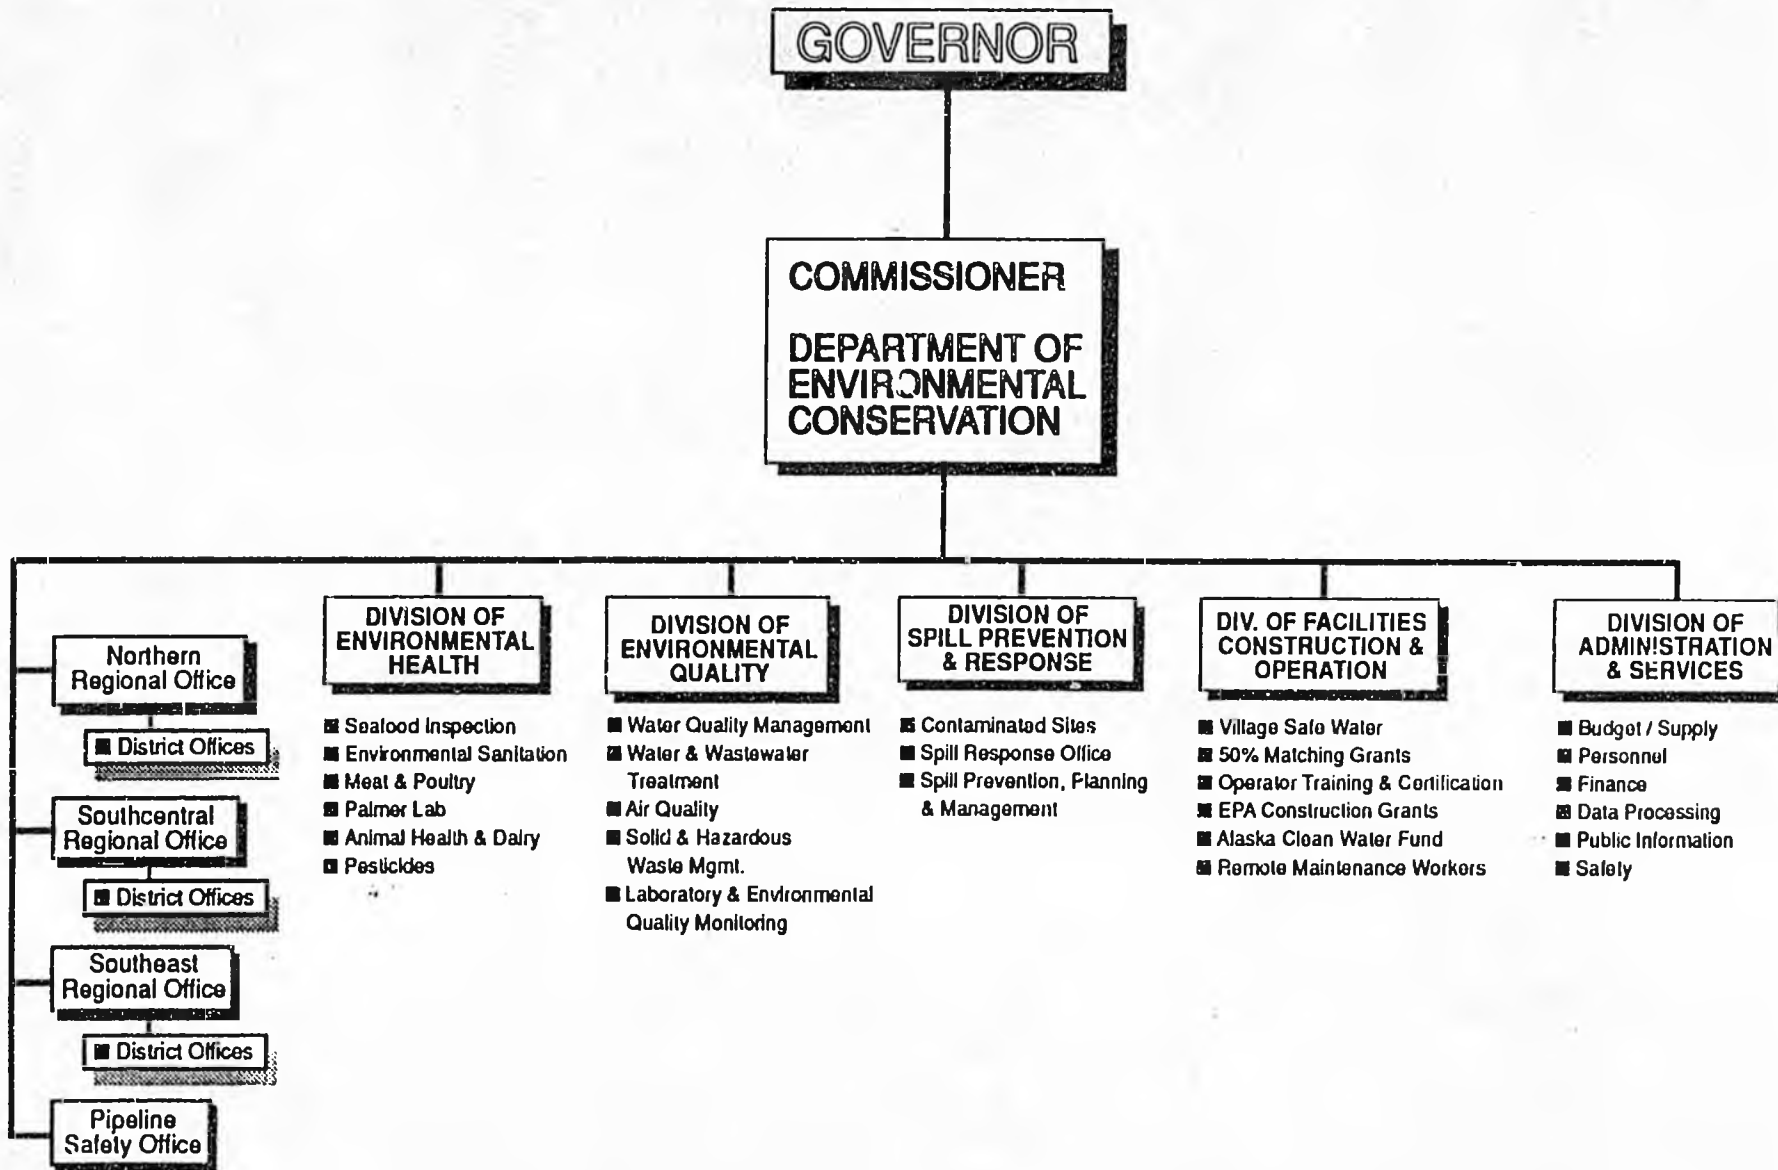 GOVERNOR
COMMISSIONER
DEPARTMENT OF
ENVIRONMENTAL
CONSERVATION
Northern
Regional Office
■ District Offices
Southcentral
Regional Office
■ District Offices
Southeast
Regional Office
■ District Offices
Pipeline
Safety Office
DIVISION OF
ENVIRONMENTAL
HEALTH
■ Seafood Inspection
■ Environmental Sanitation
■ Meat & Poultry
■ Palmer Lab
■ Animal Health & Dairy
■ Pesticides
DIVISION OF
ENVIRONMENTAL
QUALITY
■ Water Quality Management
■ Water & Wastewater
Treatment
■ Air Quality
■ Solid & Hazardous
Waste Mgmt.
■ Laboratory & Environmental
Quality Monitoring
DIVISION OF
SPILL PREVENTION
& RESPONSE
■ Contaminated Sites
■ Spill Response Office
■ Spill Prevention, Planning
& Management
DIV. OF FACILITIES
CONSTRUCTION &
OPERATION
■ Village Safe Water
■ 50% Matching Grants
■ Operator Training & Certification
■ EPA Construction Grants
■ Alaska Clean Water Fund
■ Remote Maintenance Workers
DIVISION OF
ADMINISTRATION
& SERVICES
■ Budget / Supply
■ Personnel
■ Finance
■ Data Processing
■ Public Information
■ Safety